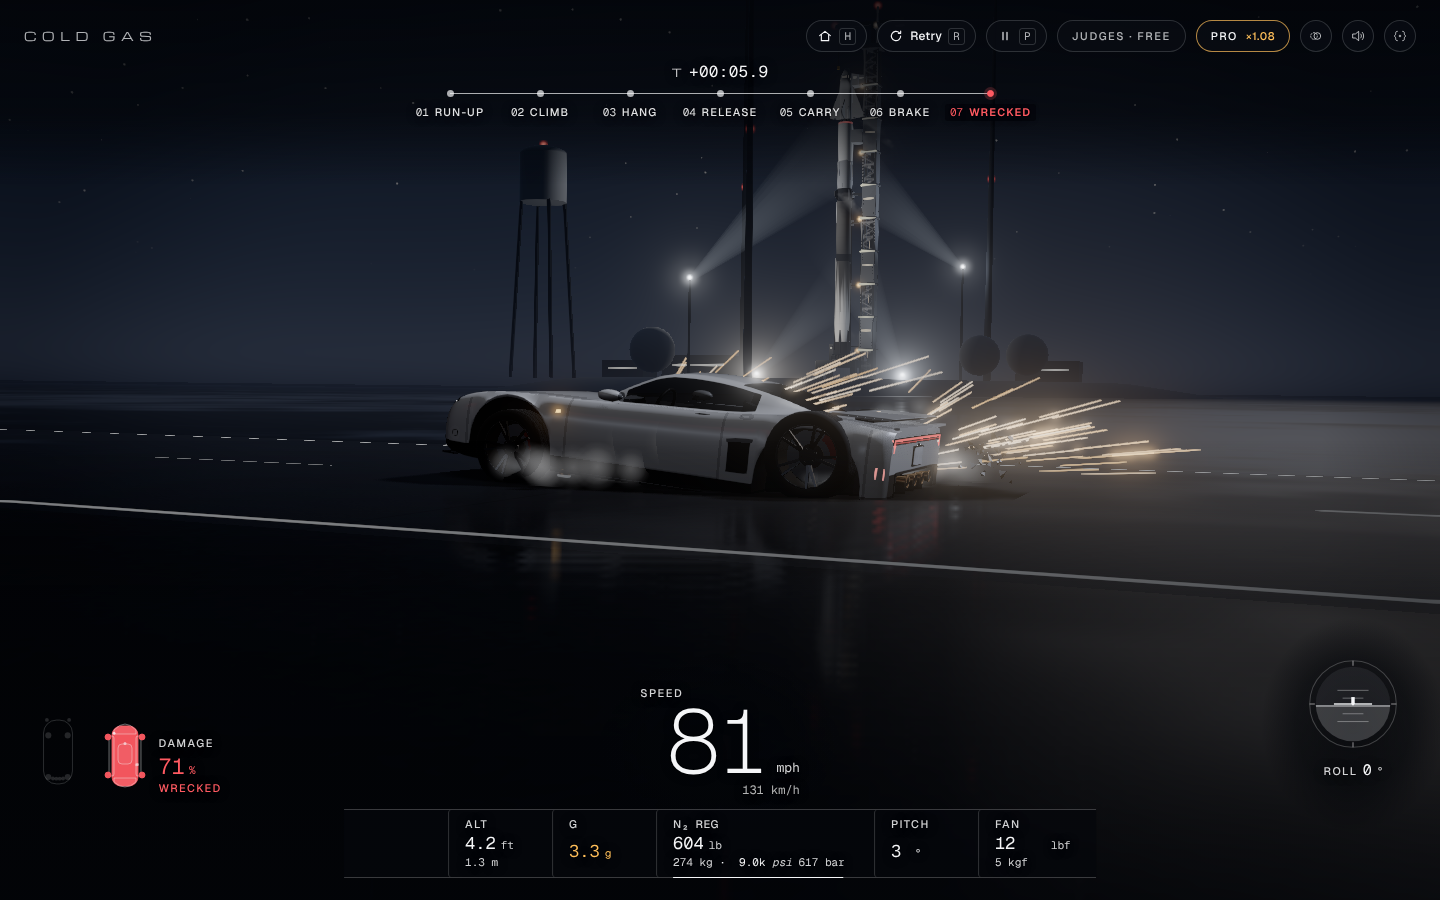 COLD GAS
H
Retry R
P
JUDGES · FREE
PRO ×1.08
T +00:05.9
01 RUN-UP
02 CLIMB
03 HANG
04 RELEASE
05 CARRY
06 BRAKE
07 WRECKED
DAMAGE
71 %
WRECKED
SPEED
81 mph
131 km/h
ALT
4.2 ft
1.3 m
G
3.3 g
N₂ REG
604 lb
274 kg · 9.0k psi 617 bar
PITCH
3 °
FAN
12 lbf
5 kgf
ROLL 0 °